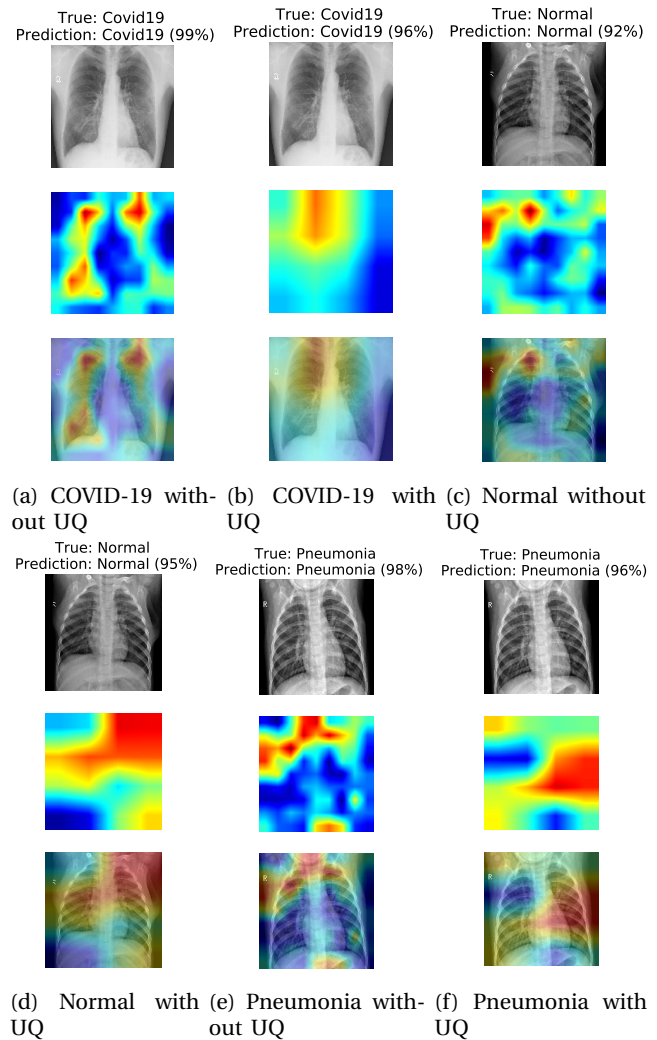 True: Covid19
Prediction: Covid19 (99%)
True: Covid19
Prediction: Covid19 (96%)
True: Normal
Prediction: Normal (92%)
(a) COVID-19 with-
out UQ
(b) COVID-19 with
UQ
(c) Normal without
UQ
True: Normal
Prediction: Normal (95%)
True: Pneumonia
Prediction: Pneumonia (98%)
True: Pneumonia
Prediction: Pneumonia (96%)
R
R
(d) Normal with
UQ
(e) Pneumonia with-
out UQ
(f) Pneumonia with
UQ